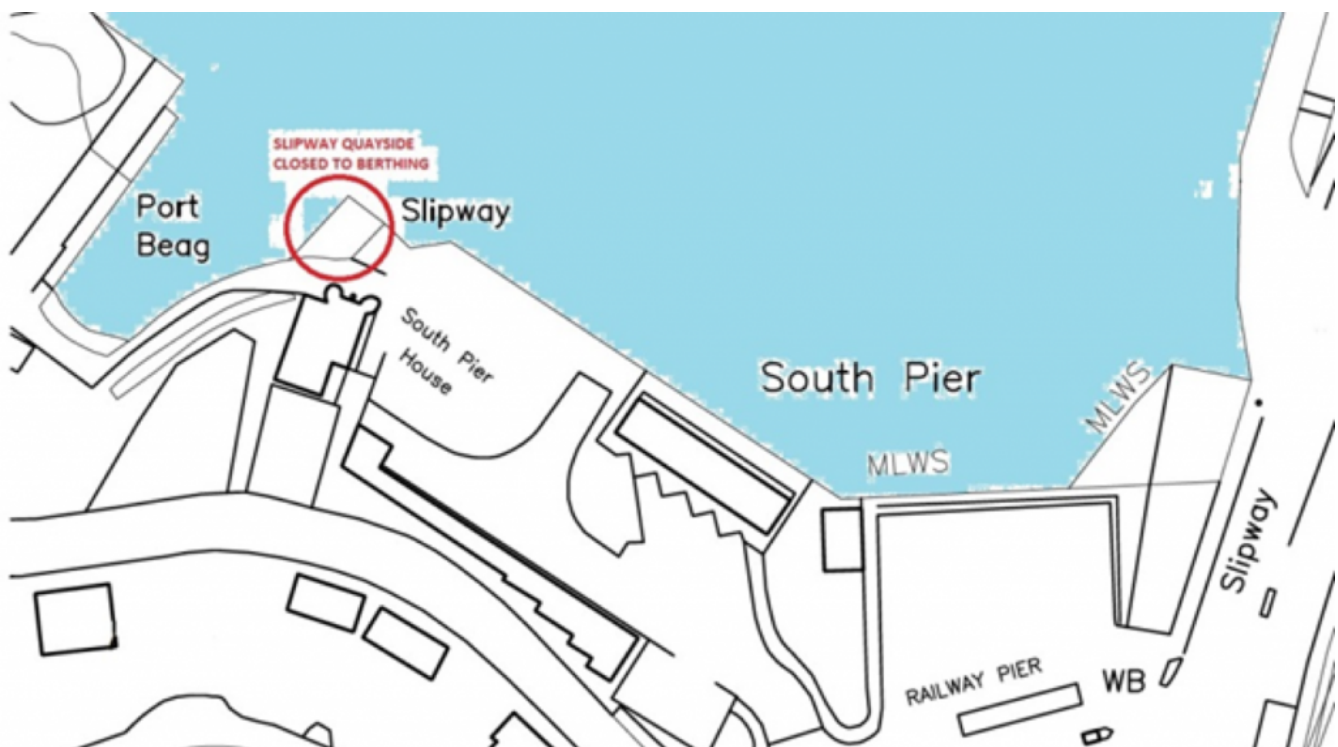 SLIPWAY QUAYSIDE
CLOSED TO BERTHING
Port
Beag
Slipway
South Pier
House
South Pier
MLWS
MLWS
Slipway
RAILWAY PIER
WB